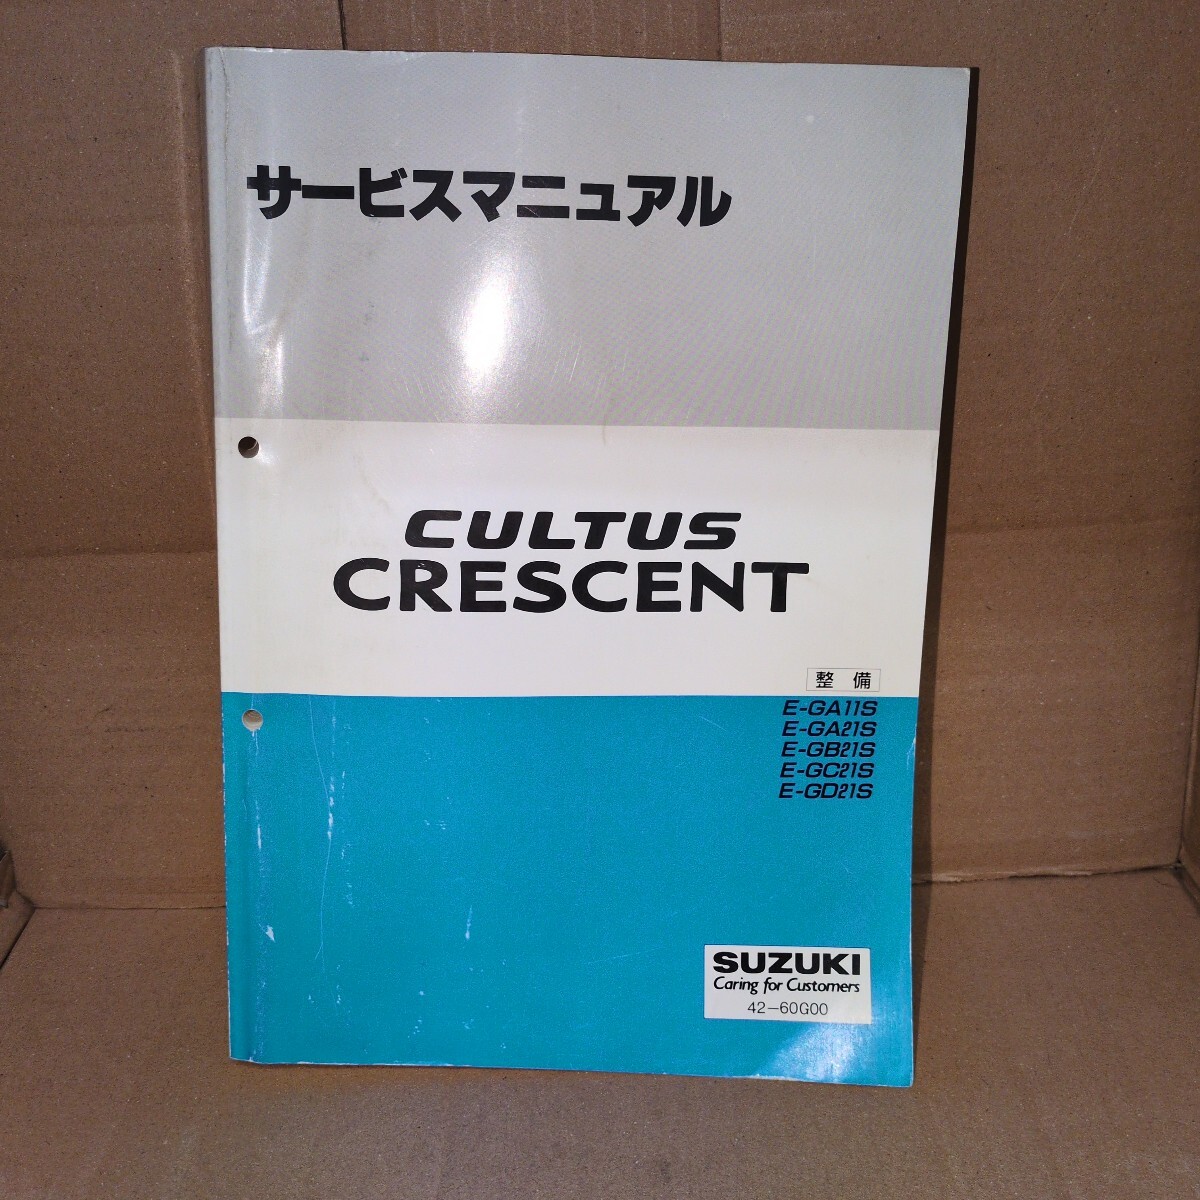 サービスマニュアル
CULTUS
CRESCENT
整備
E-GA11S
E-GA21S
E-GB21S
E-GC21S
E-GD21S
SUZUKI
Caring for Customers
42-60G00